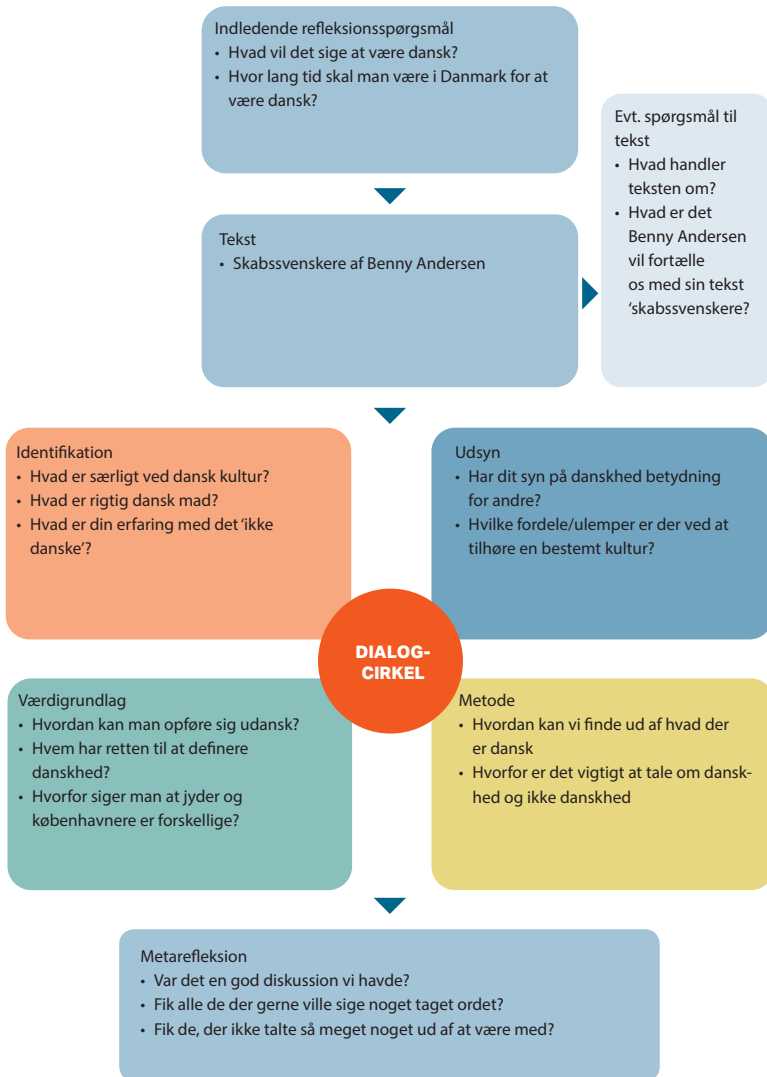 Indledende refleksionsspørgsmål
• Hvad vil det sige at være dansk?
• Hvor lang tid skal man være i Danmark for at
være dansk?
Tekst
• Skabssvenskere af Benny Andersen
Evt. spørgsmål til
tekst
• Hvad handler
teksten om?
• Hvad er det
Benny Andersen
vil fortælle
os med sin tekst
‘skabssvenskere?
Identifikation
• Hvad er særligt ved dansk kultur?
• Hvad er rigtig dansk mad?
• Hvad er din erfaring med det ‘ikke
danske’?
Udsyn
• Har dit syn på danskhed betydning
for andre?
• Hvilke fordele/ulemper er der ved at
tilhøre en bestemt kultur?
DIALOG-
CIRKEL
Værdigrundlag
• Hvordan kan man opføre sig udansk?
• Hvem har retten til at definere
danskhed?
• Hvorfor siger man at jyder og
københavnere er forskellige?
Metode
• Hvordan kan vi finde ud af hvad der
er dansk
• Hvorfor er det vigtigt at tale om dansk-
hed og ikke danskhed
Metarefleksion
• Var det en god diskussion vi havde?
• Fik alle de der gerne ville sige noget taget ordet?
• Fik de, der ikke talte så meget noget ud af at være med?